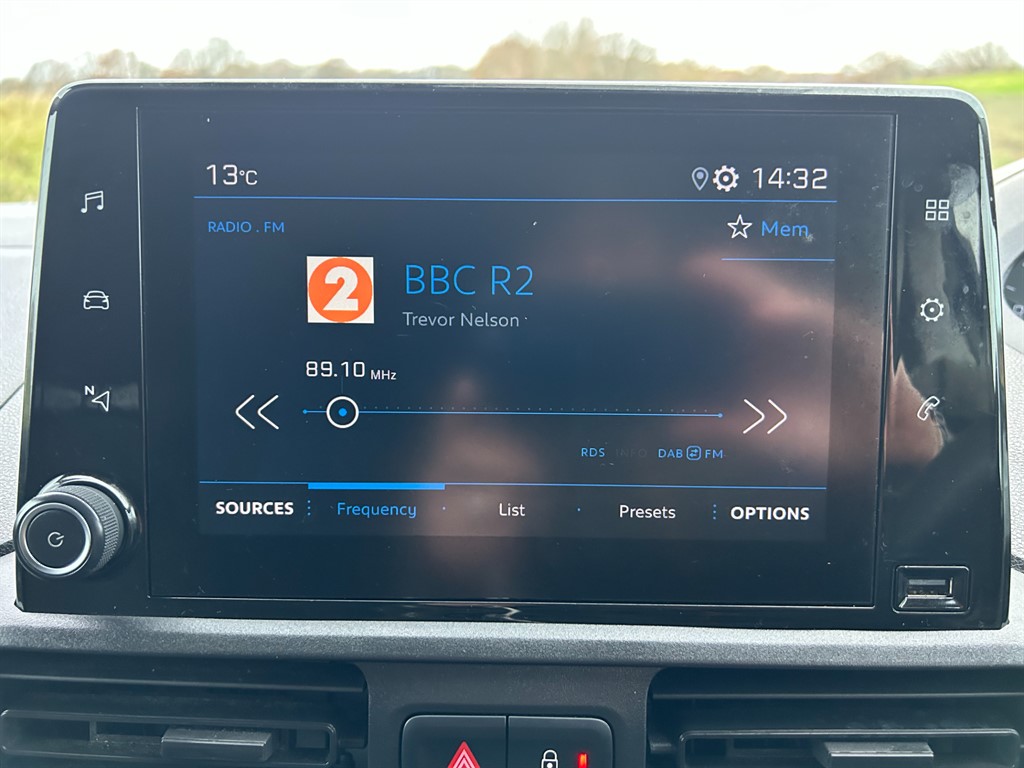 13°C 14:32
RADIO . FM
Mem
2
BBC R2
Trevor Nelson
89.10 MHz
N
RDS INFO DAB FM
SOURCES Frequency List Presets OPTIONS